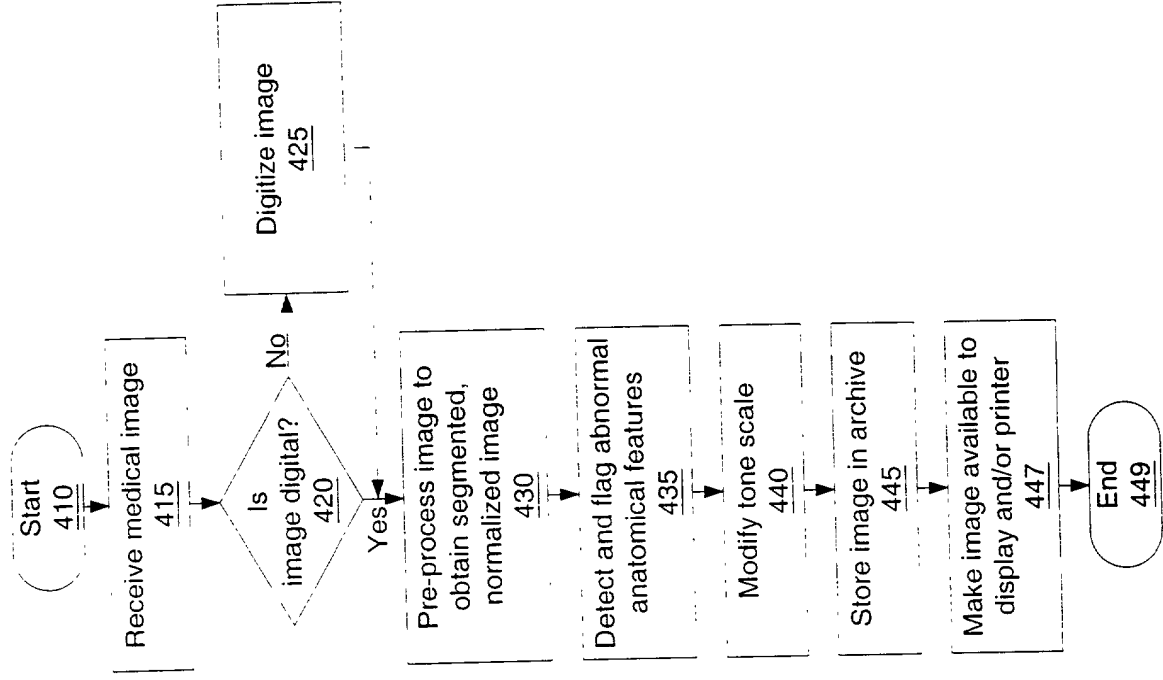 Start
410
Receive medical image
415
Is
image digital?
420
No
Digitize image
425
Yes
Pre-process image to
obtain segmented,
normalized image
430
Detect and flag abnormal
anatomical features
435
Modify tone scale
440
Store image in archive
445
Make image available to
display and/or printer
447
End
449